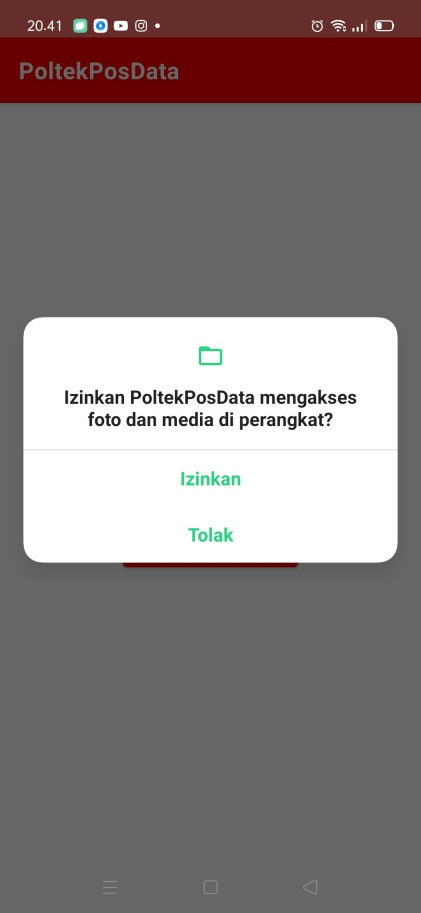 20.41
PoltekPosData
Izinkan PoltekPosData mengakses
foto dan media di perangkat?
Izinkan
Tolak